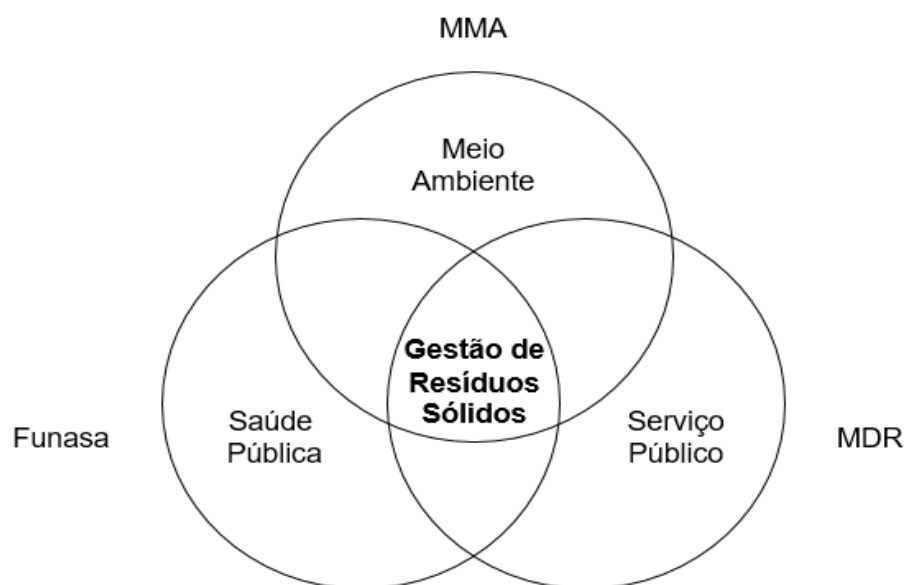 MMA
Meio
Ambiente
Gestão de
Resíduos
Sólidos
Saúde
Pública
Serviço
Público
Funasa
MDR